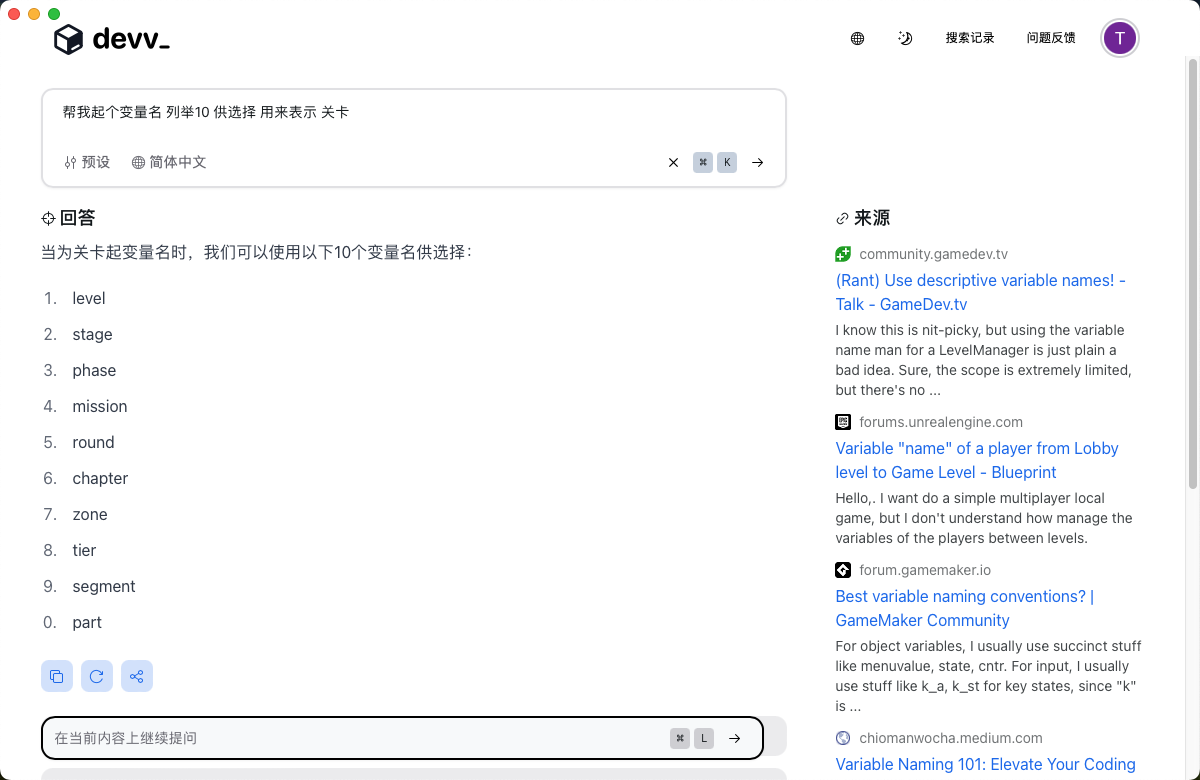 devv_
搜索记录
问题反馈
T
帮我起个变量名 列举10 供选择 用来表示 关卡
预设
简体中文
⌘ K
回答
当为关卡起变量名时，我们可以使用以下10个变量名供选择：
1. level
2. stage
3. phase
4. mission
5. round
6. chapter
7. zone
8. tier
9. segment
0. part
在当前内容上继续提问
⌘ L
来源
community.gamedev.tv
(Rant) Use descriptive variable names! -
Talk - GameDev.tv
I know this is nit-picky, but using the variable
name man for a LevelManager is just plain a
bad idea. Sure, the scope is extremely limited,
but there's no ...
forums.unrealengine.com
Variable "name" of a player from Lobby
level to Game Level - Blueprint
Hello,. I want do a simple multiplayer local
game, but I don't understand how manage the
variables of the players between levels.
forum.gamemaker.io
Best variable naming conventions? |
GameMaker Community
For object variables, I usually use succinct stuff
like menuvalue, state, cntr. For input, I usually
use stuff like k_a, k_st for key states, since "k"
is ...
chiomanwocha.medium.com
Variable Naming 101: Elevate Your Coding